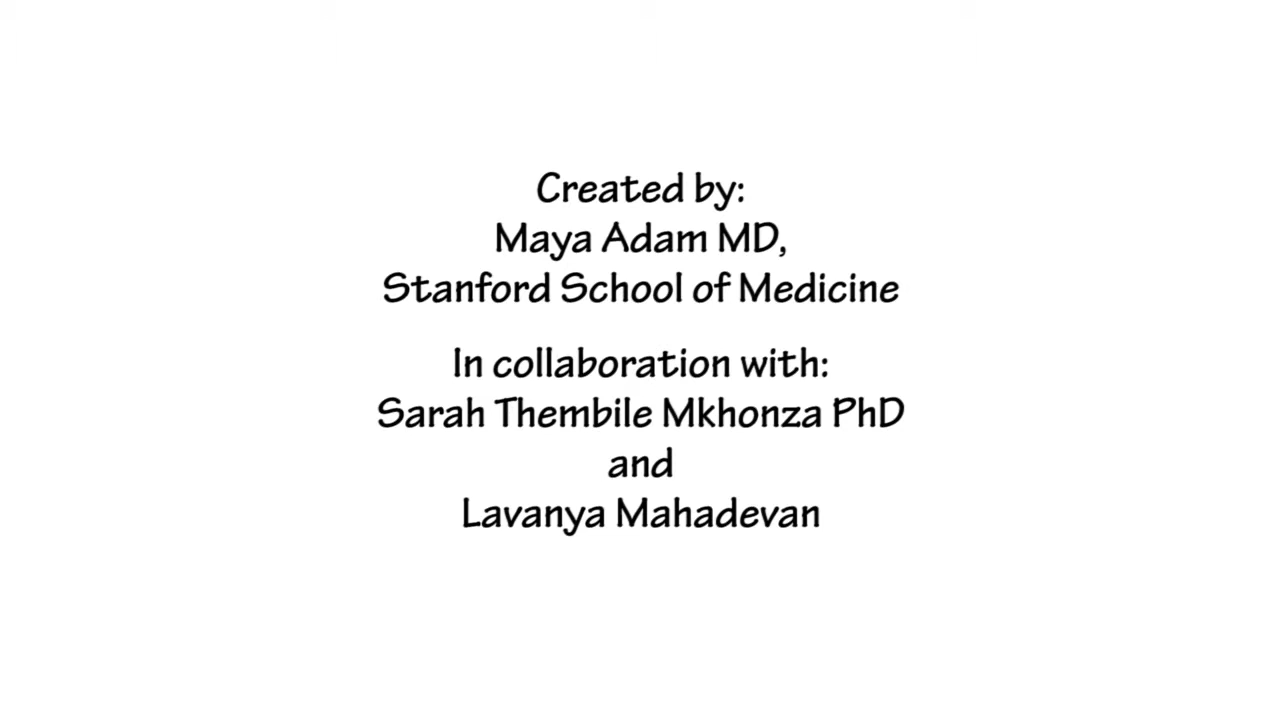 Created by:
Maya Adam MD,
Stanford School of Medicine
In collaboration with:
Sarah Thembile Mkhonza PhD
and
Lavanya Mahadevan